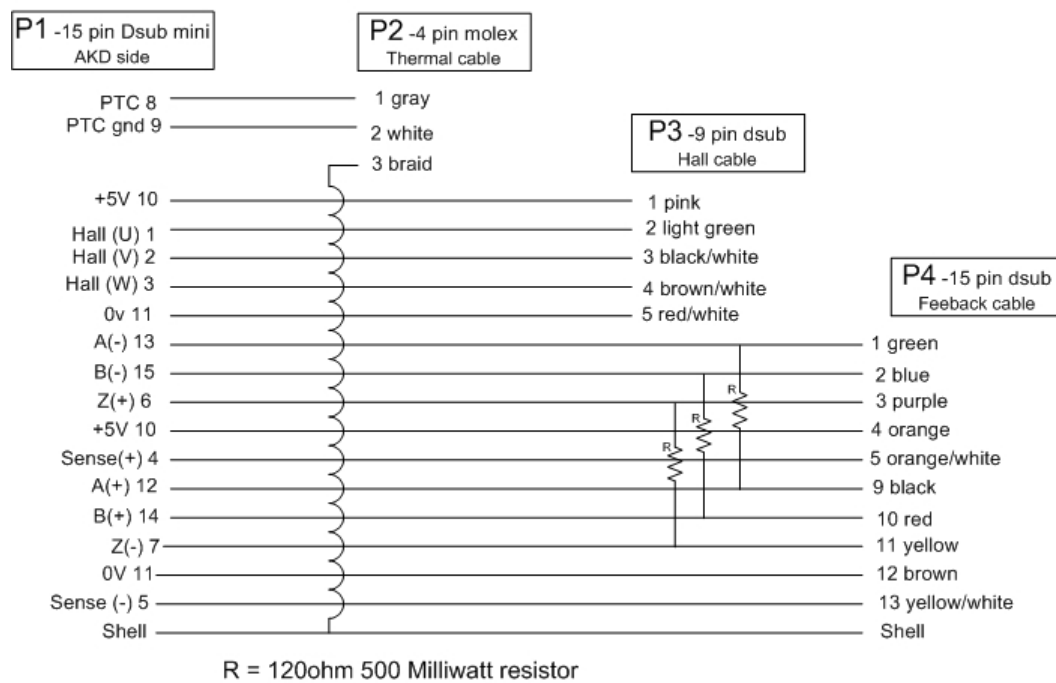 P1 -15 pin Dsub mini
AKD side
P2 -4 pin molex
Thermal cable
PTC 8
1 gray
PTC gnd 9
2 white
P3 -9 pin dsub
Hall cable
3 braid
+5V 10
1 pink
Hall (U) 1
2 light green
Hall (V) 2
3 black/white
P4 -15 pin dsub
Feeback cable
Hall (W) 3
4 brown/white
0v 11
5 red/white
A(-) 13
1 green
B(-) 15
2 blue
Z(+) 6
R
3 purple
+5V 10
R
4 orange
Sense(+) 4
R
5 orange/white
A(+) 12
9 black
B(+) 14
10 red
Z(-) 7
11 yellow
0V 11
12 brown
Sense (-) 5
13 yellow/white
Shell
Shell
R = 120ohm 500 Milliwatt resistor